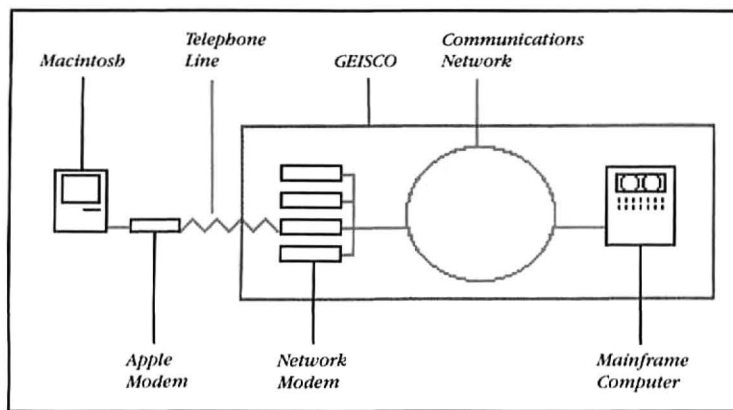 Macintosh
Telephone
Line
GEISCO
Communications
Network
Apple
Modem
Network
Modem
Mainframe
Computer